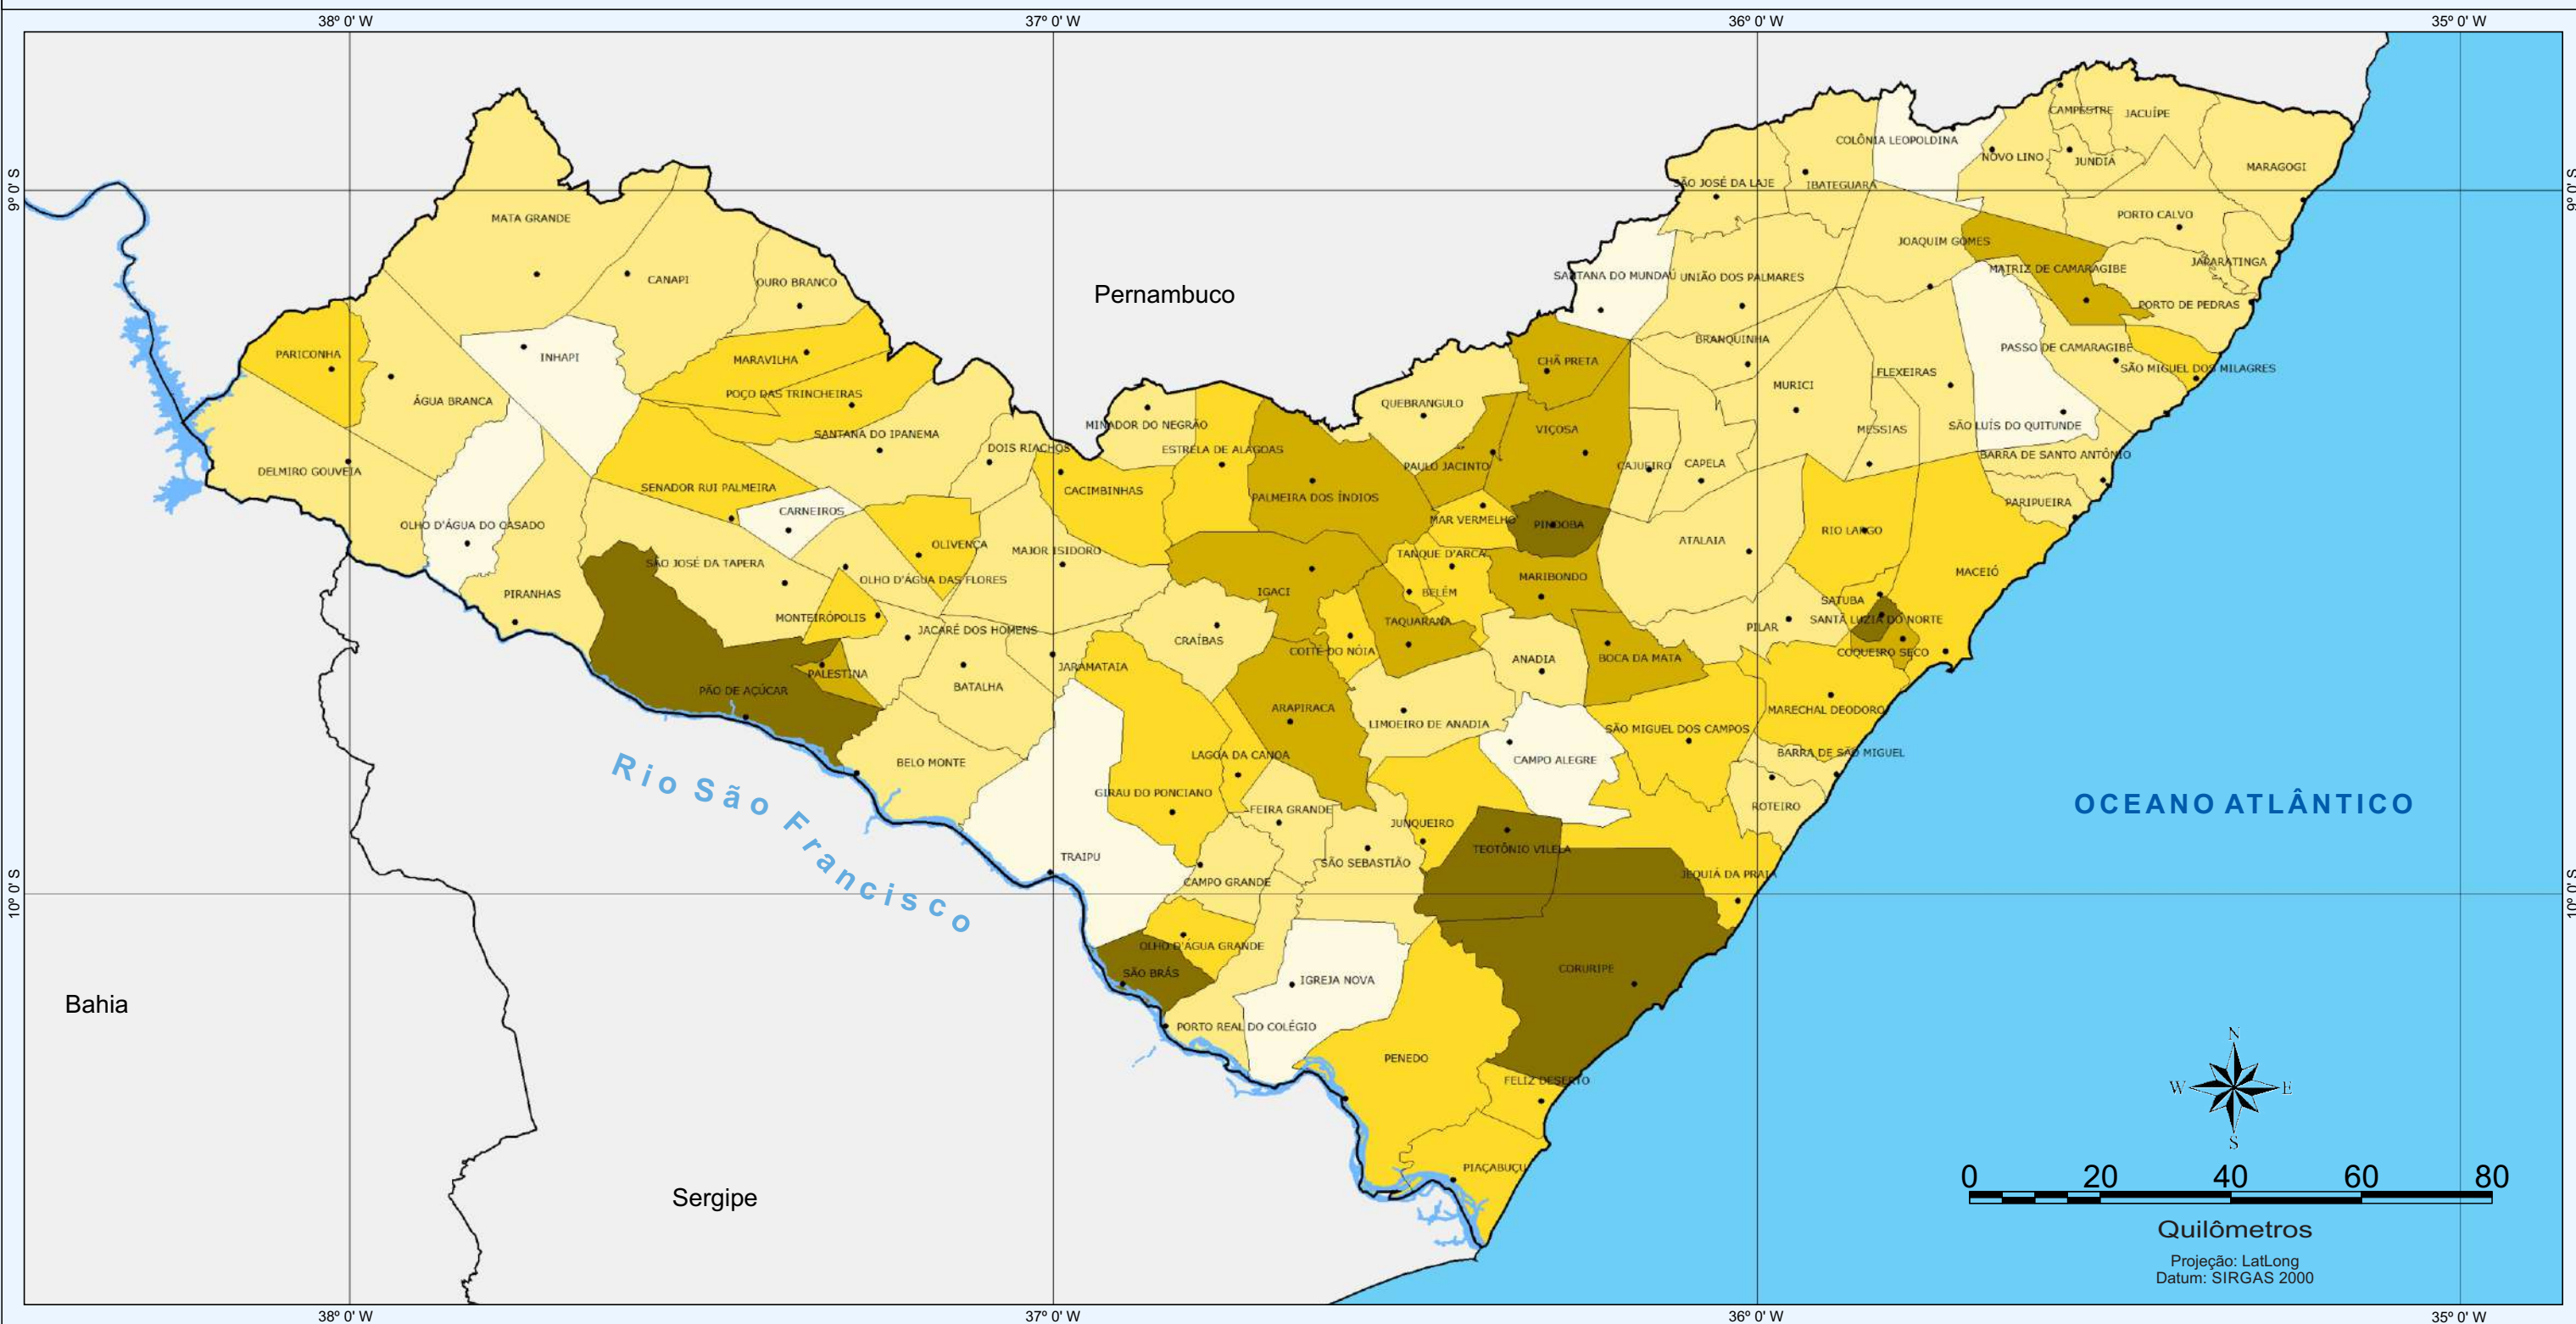 38º 0' W
37º 0' W
36º 0' W
35º 0' W
9º 0' S
9º 0' S
CAMPESTRE
JACUÍPE
COLÔNIA LEOPOLDINA
NOVO LINO
JUNDIÁ
MARAGOGI
SÃO JOSÉ DA LAJE
IBATEGUARA
MATA GRANDE
PORTO CALVO
JOAQUIM GOMES
CANAPI
OURO BRANCO
SANTANA DO MUNDAÚ
UNIÃO DOS PALMARES
MATRIZ DE CAMARAGIBE
JAPARATINGA
Pernambuco
PORTO DE PEDRAS
PARICONHA
INHAPI
MARAVILHA
CHÃ PRETA
BRANQUINHA
PASSO DE CAMARAGIBE
SÃO MIGUEL DOS MILAGRES
ÁGUA BRANCA
POÇO DAS TRINCHEIRAS
QUEBRANGULO
MURICI
FLEXEIRAS
SANTANA DO IPANEMA
MINADOR DO NEGRÃO
VIÇOSA
MESSIAS
SÃO LUÍS DO QUITUNDE
DOIS RIACHOS
ESTRELA DE ALAGOAS
BARRA DE SANTO ANTÔNIO
DELMIRO GOUVEIA
PAULO JACINTO
CAJUEIRO
CAPELA
SENADOR RUI PALMEIRA
CACIMBINHAS
PALMEIRA DOS ÍNDIOS
PARIPUEIRA
CARNEIROS
OLHO D'ÁGUA DO CASADO
MAR VERMELHO
PINDOBA
RIO LARGO
OLIVENÇA
MAJOR ISIDORO
TANQUE D'ARCA
ATALAIA
SÃO JOSÉ DA TAPERA
OLHO D'ÁGUA DAS FLORES
MARIBONDO
MACEIÓ
PIRANHAS
IGACI
BELÉM
SATUBA
MONTEIRÓPOLIS
JACARÉ DOS HOMENS
CRAÍBAS
TAQUARANA
PILAR
SANTA LUZIA DO NORTE
COITÉ DO NÓIA
ANADIA
BOCA DA MATA
COQUEIRO SECO
PALESTINA
JARAMATAIA
PÃO DE AÇÚCAR
BATALHA
ARAPIRACA
LIMOEIRO DE ANADIA
SÃO MIGUEL DOS CAMPOS
MARECHAL DEODORO
BELO MONTE
LAGOA DA CANOA
CAMPO ALEGRE
BARRA DE SÃO MIGUEL
Rio São Francisco
GIRAU DO PONCIANO
FEIRA GRANDE
JUNQUEIRO
ROTEIRO
OCEANO ATLÂNTICO
TRAIPU
SÃO SEBASTIÃO
TEOTÔNIO VILELA
CAMPO GRANDE
JEQUIÁ DA PRAIA
10º 0' S
10º 0' S
OLHO D'ÁGUA GRANDE
SÃO BRÁS
IGREJA NOVA
CORURIPE
Bahia
PORTO REAL DO COLÉGIO
PENEDO
FELIZ DESERTO
PIAÇABUÇU
Sergipe
N
W
E
S
0 20 40 60 80
Quilômetros
Projeção: LatLong
Datum: SIRGAS 2000
38º 0' W
37º 0' W
36º 0' W
35º 0' W